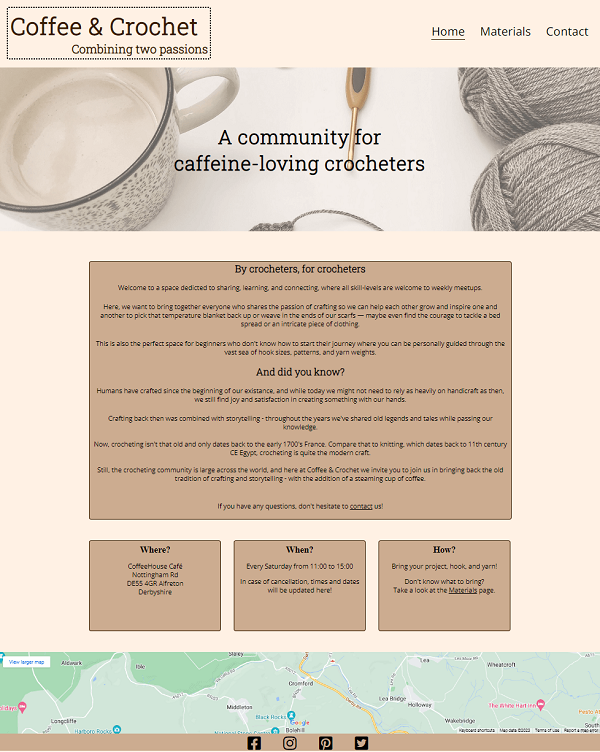 Coffee & Crochet
Combining two passions
Home Materials Contact
A community for
caffeine-loving crocheters
By crocheters, for crocheters
Welcome to a space dedicted to sharing, learning, and connecting, where all skill-levels are welcome to weekly meetups.
Here, we want to bring together everyone who shares the passion of crafting so we can help each other grow and inspire one and
another to pick that temperature blanket back up or weave in the ends of our scarfs — maybe even find the courage to tackle a bed
spread or an intricate piece of clothing.
This is also the perfect space for beginners who don't know how to start their journey where you can be personally guided through the
vast sea of hook sizes, patterns, and yarn weights.
And did you know?
Humans have crafted since the beginning of our existance, and while today we might not need to rely as heavily on handicraft as then,
we still find joy and satisfaction in creating something with our hands.
Crafting back then was combined with storytelling - throughout the years we've shared old legends and tales while passing our
knowledge.
Now, crocheting isn't that old and only dates back to the early 1700's France. Compare that to knitting, which dates back to 11th century
CE Egypt, crocheting is quite the modern craft.
Still, the crocheting community is large across the world, and here at Coffee & Crochet we invite you to join us in bringing back the old
tradition of crafting and storytelling - with the addition of a steaming cup of coffee.
If you have any questions, don't hesitate to contact us!
Where?
CoffeeHouse Café
Nottingham Rd
DE55 4GR Alfreton
Derbyshire
When?
Every Saturday from 11:00 to 15:00
In case of cancellation, times and dates
will be updated here!
How?
Bring your project, hook, and yarn!
Don't know what to bring?
Take a look at the Materials page.
View larger map
Aldwark
Ible
Slaley
Cromford
Lea
Wheatcroft
Lea Bridge
Holloway
Middleton
Black Rocks
The White Hart Inn
Longcliffe
Harboro Rocks
Google
Bolehill
Wakebridge
South
Keyboard shortcuts Map data ©2023 Terms of use Report a map error